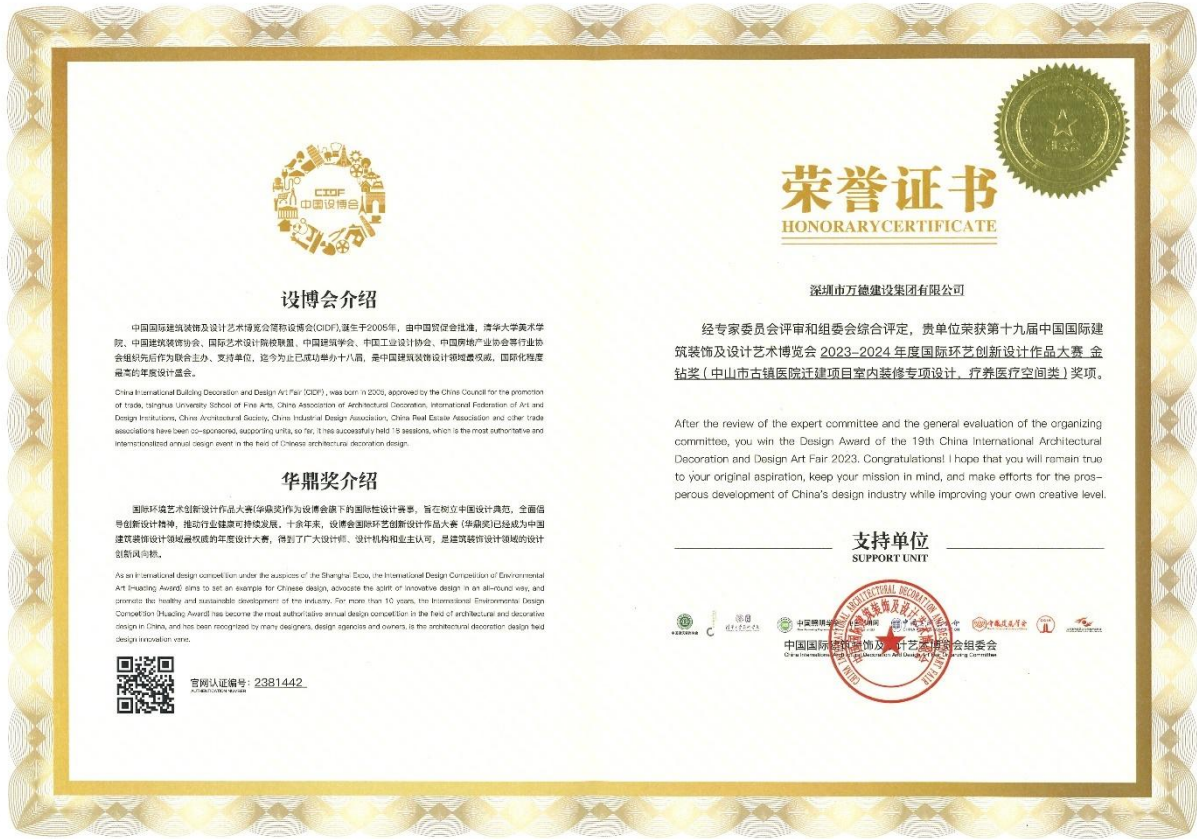 CIDF
中国设博会
设博会介绍
中国国际建筑装饰及设计艺术博览会简称设博会(CIDF),诞生于2005年,由中国贸促会批准,清华大学美术学
院、中国建筑装饰协会、国际艺术设计院校联盟、中国建筑学会、中国工业设计协会、中国房地产业协会等行业协
会组织先后作为联合主办、支持单位,迄今为止已成功举办十八届,是中国建筑装饰设计领域最权威、国际化程度
最高的年度设计盛会。
China International Building Decoration and Design Art Fair (CIDF) , was born in 2005, approved by the China Council for the promotion
of trade, tsinghua University School of Fine Arts, China Association of Architectural Decoration, International Federation of Art and
Design Institutions, China Architectural Society, China Industrial Design Association, China Real Estate Association and other trade
associations have been co-sponsored, supporting units, so far, it has successfully held 18 sessions, which is the most authoritative and
internationalized annual design event in the field of Chinese architectural decoration design.
华鼎奖介绍
国际环境艺术创新设计作品大赛(华鼎奖)作为设博会旗下的国际性设计赛事,旨在树立中国设计典范,全面倡
导创新设计精神,推动行业健康可持续发展。十余年来,设博会国际环艺创新设计作品大赛(华鼎奖)已经成为中国
建筑装饰设计领域最权威的年度设计大赛,得到了广大设计师、设计机构和业主认可,是建筑装饰设计领域的设计
创新风向标。
As an international design competition under the auspices of the Shanghai Expo, the International Design Competition of Environmental
Art (Huading Award) aims to set an example for Chinese design, advocate the spirit of innovative design in an all-round way, and
promote the healthy and sustainable development of the industry. For more than 10 years, the International Environmental Design
Competition (Huading Award) has become the most authoritative annual design competition in the field of architectural and decorative
design in China, and has been recognized by many designers, design agencies and owners, is the architectural decoration design field
design innovation vane.
官网认证编号:2381442
AUTHENTICATION NUMBER
荣誉证书
HONORARYCERTIFICATE
深圳市万德建设集团有限公司
经专家委员会评审和组委会综合评定,贵单位荣获第十九届中国国际建
筑装饰及设计艺术博览会 2023-2024年度国际环艺创新设计作品大赛 金
钻奖(中山市古镇医院迁建项目室内装修专项设计,疗养医疗空间类)奖项。
After the review of the expert committee and the general evaluation of the organizing
committee, you win the Design Award of the 19th China International Architectural
Decoration and Design Art Fair 2023. Congratulations! I hope that you will remain true
to your original aspiration, keep your mission in mind, and make efforts for the pros-
perous development of China's design industry while improving your own creative level.
支持单位
SUPPORT UNIT
中国国际建筑装饰及设计艺术博览会组委会
China International Architectural Decoration And Design Art Fair Organizing Committee